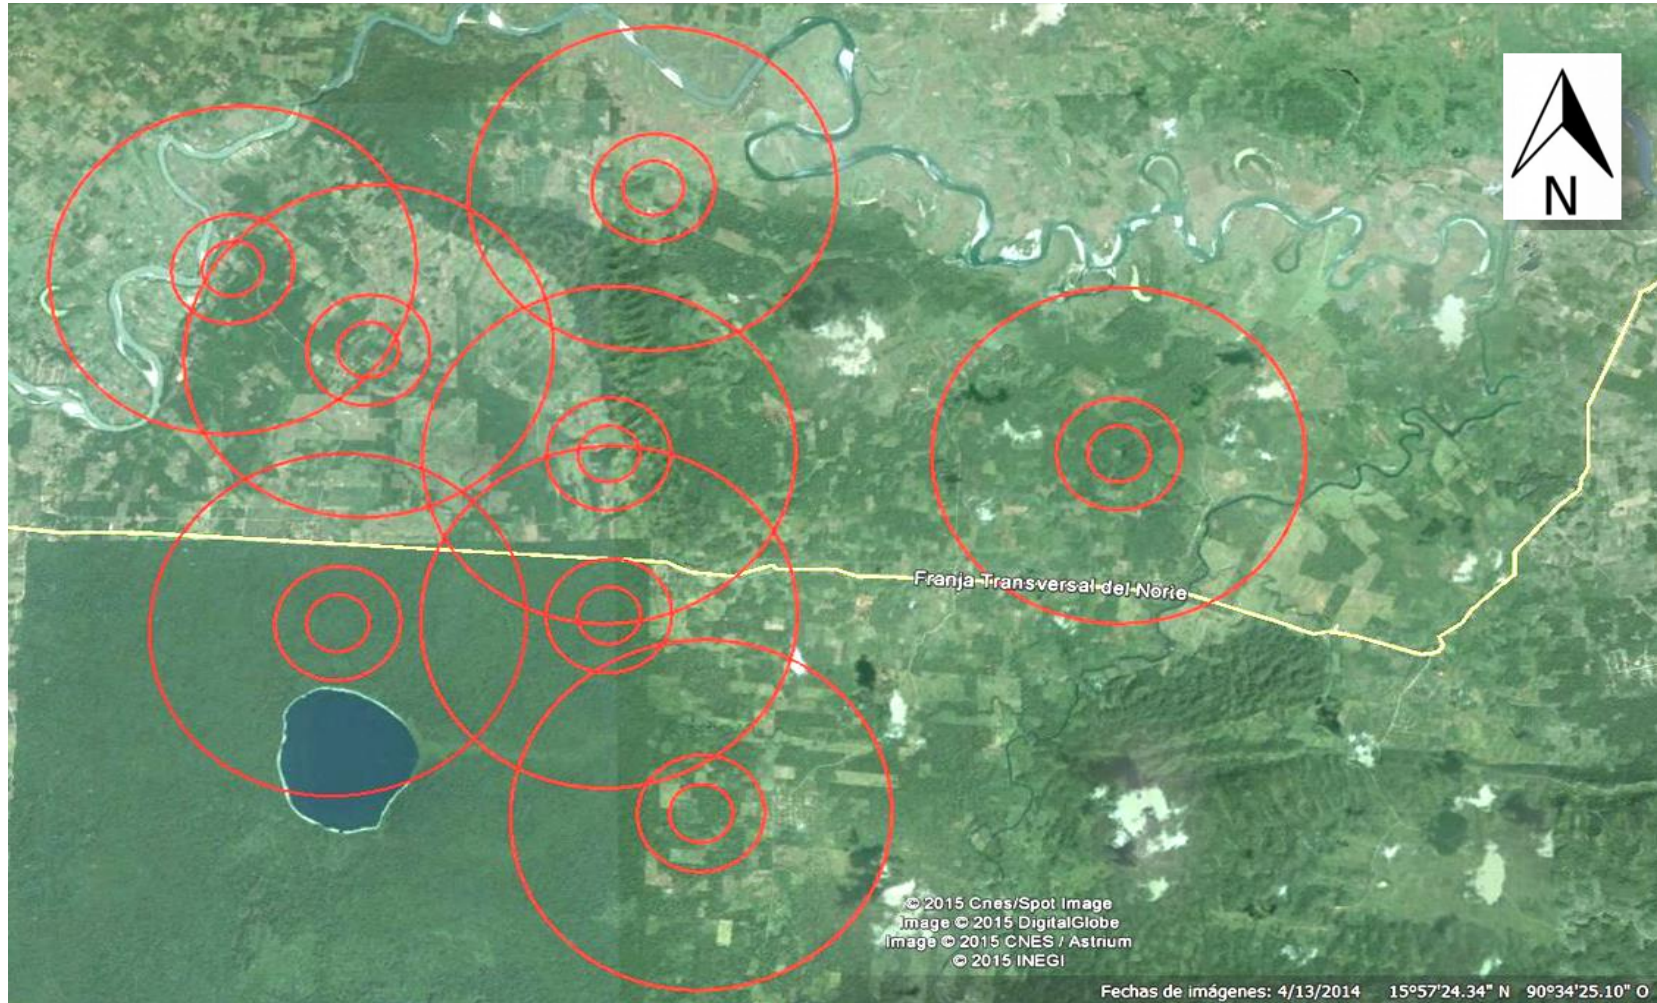 N
Franja Transversal del Norte
© 2015 Cnes/Spot Image
Image © 2015 DigitalGlobe
Image © 2015 CNES / Astrium
© 2015 INEGI
Fechas de imágenes: 4/13/2014 15°57'24.34" N 90°34'25.10" O